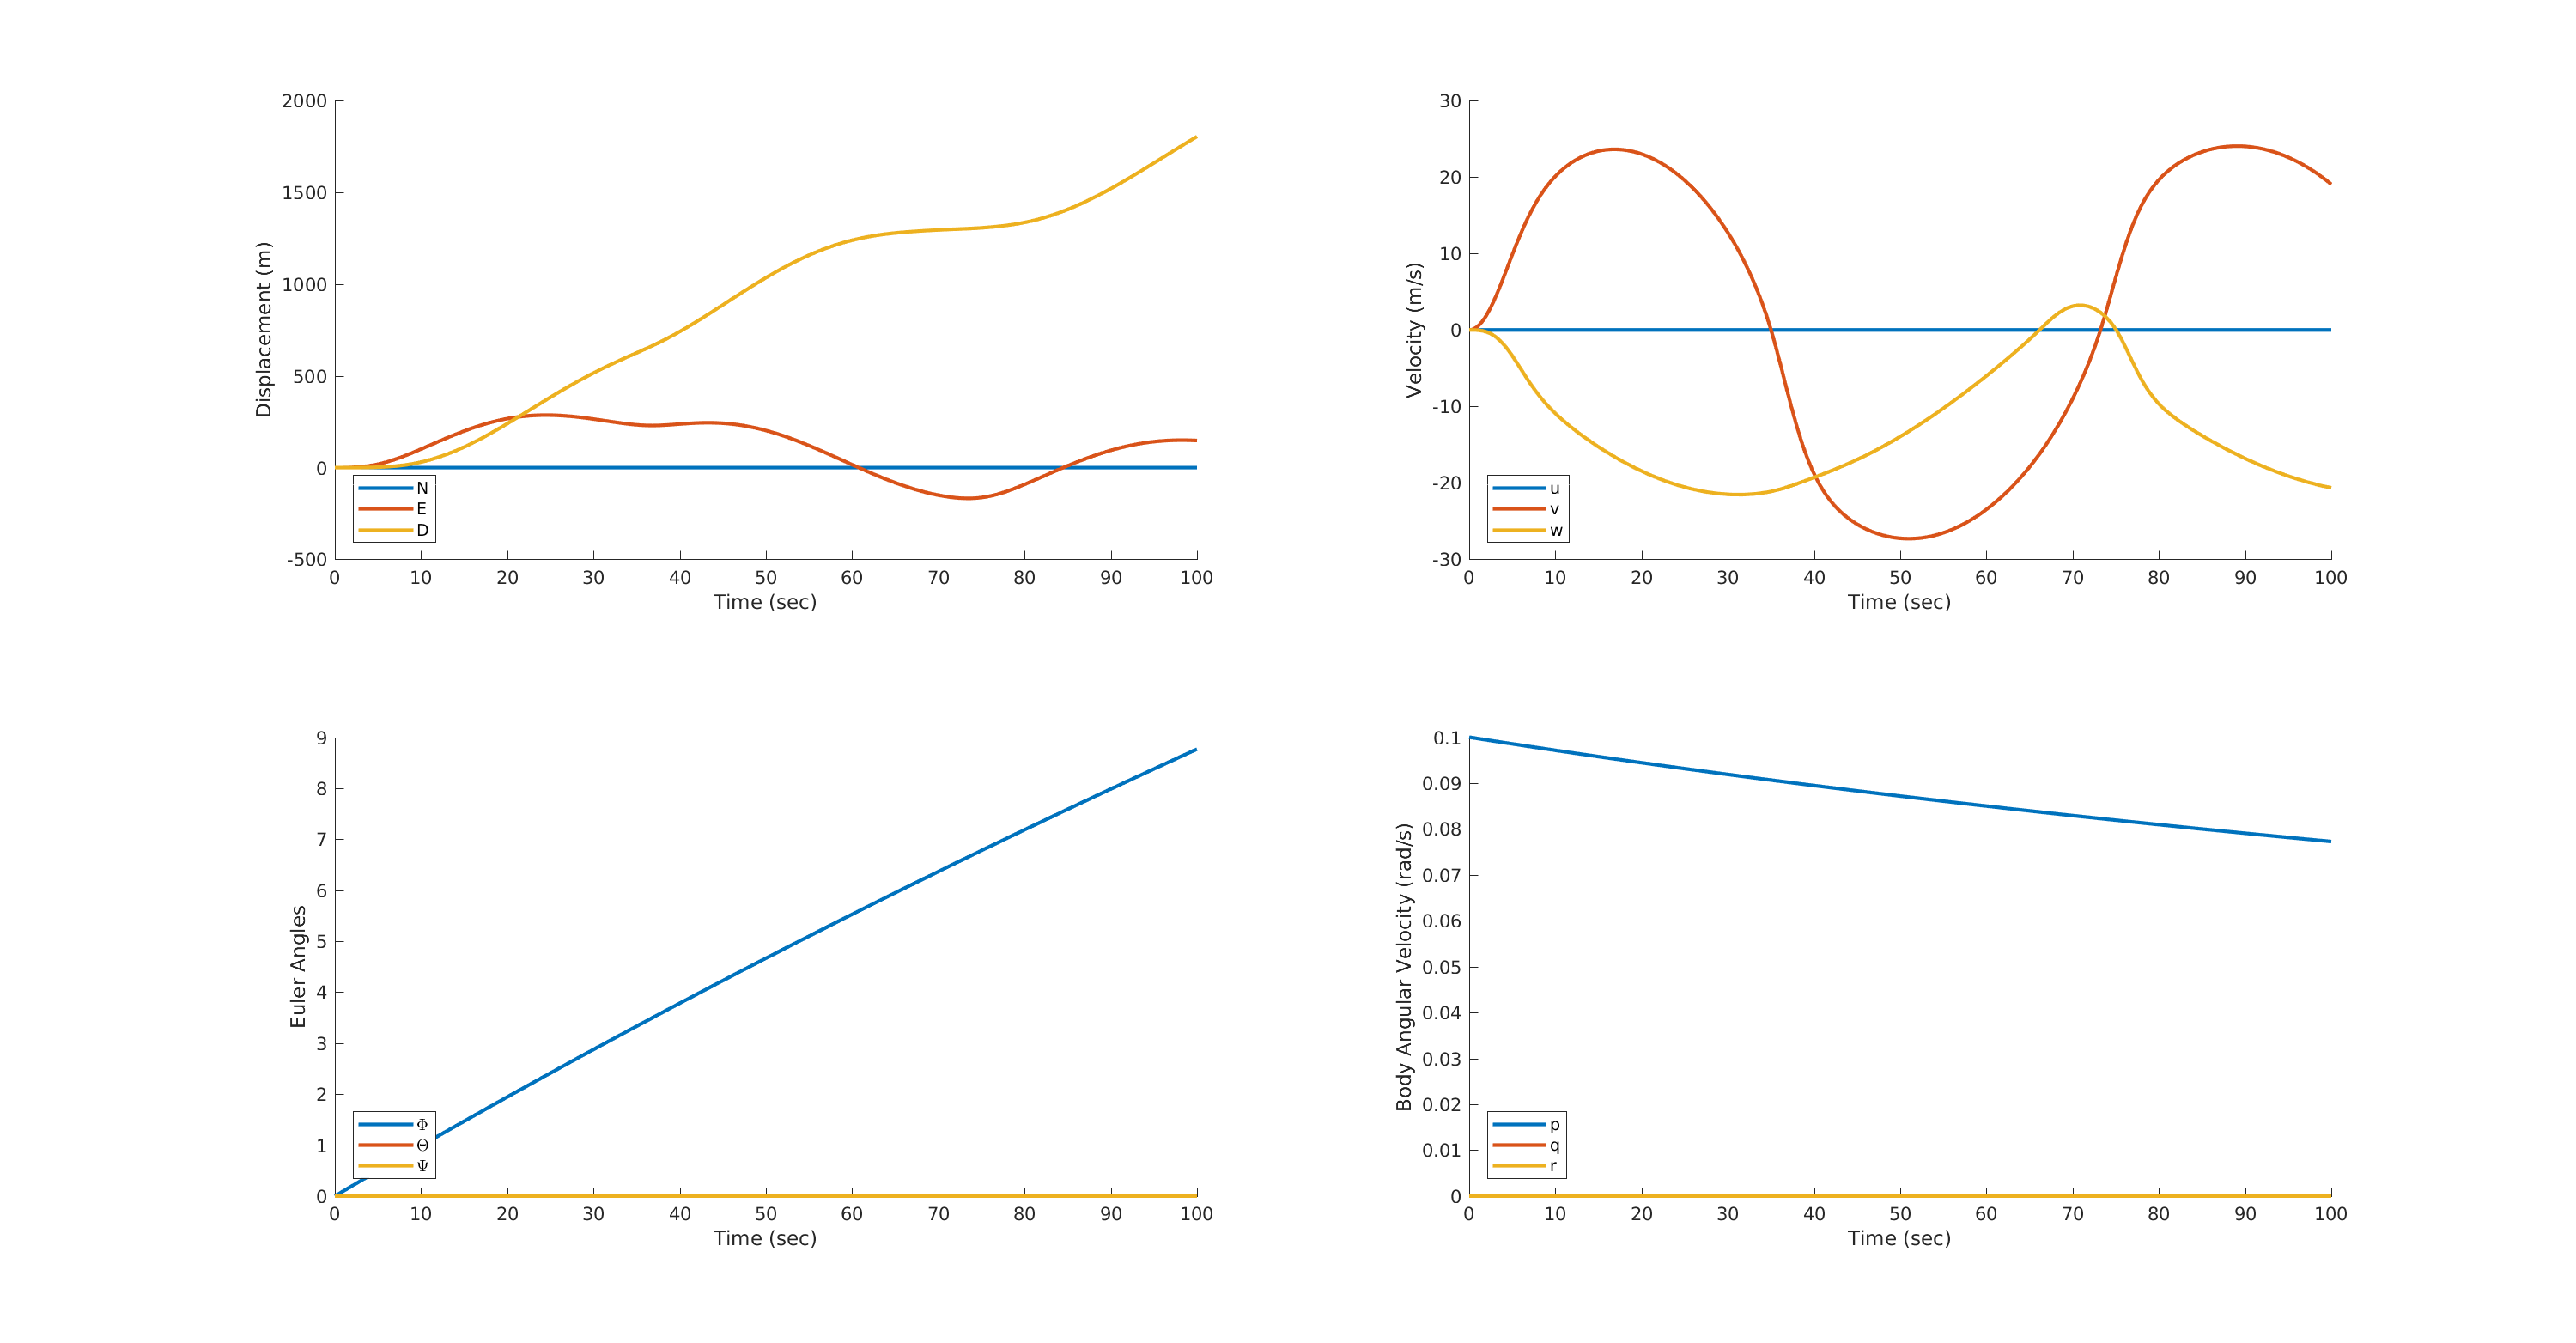 2000
1500
1000
500
0
-500
Displacement (m)
N
E
D
0 10 20 30 40 50 60 70 80 90 100
Time (sec)
30
20
10
0
-10
-20
-30
Velocity (m/s)
u
v
w
0 10 20 30 40 50 60 70 80 90 100
Time (sec)
9
8
7
6
5
4
3
2
1
0
Euler Angles
Φ
Θ
Ψ
0 10 20 30 40 50 60 70 80 90 100
Time (sec)
0.1
0.09
0.08
0.07
0.06
0.05
0.04
0.03
0.02
0.01
0
Body Angular Velocity (rad/s)
p
q
r
0 10 20 30 40 50 60 70 80 90 100
Time (sec)